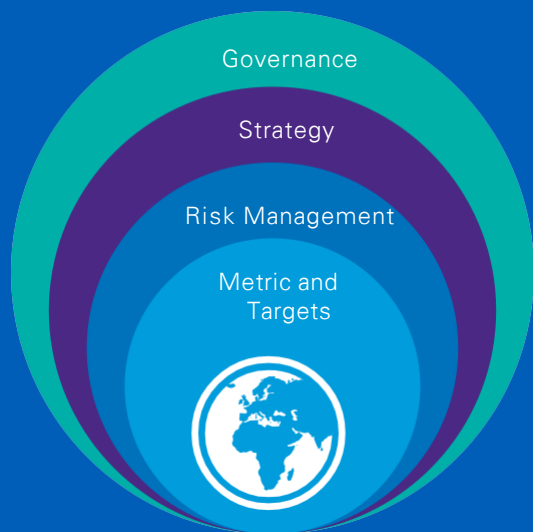 Governance
Strategy
Risk Management
Metric and
Targets